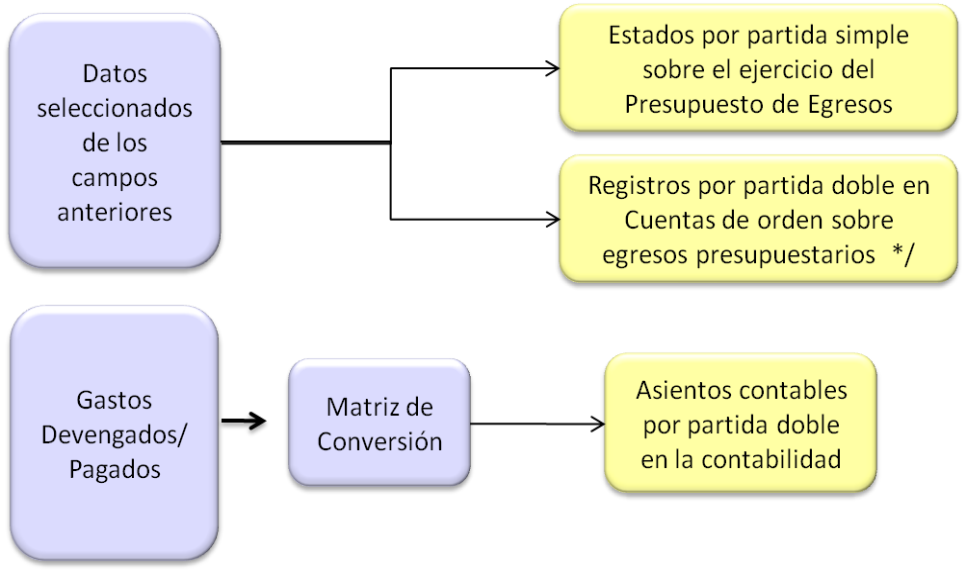 Datos
seleccionados
de los
campos
anteriores
Estados por partida simple
sobre el ejercicio del
Presupuesto de Egresos
Registros por partida doble en
Cuentas de orden sobre
egresos presupuestarios */
Gastos
Devengados/
Pagados
Matriz de
Conversión
Asientos contables
por partida doble
en la contabilidad